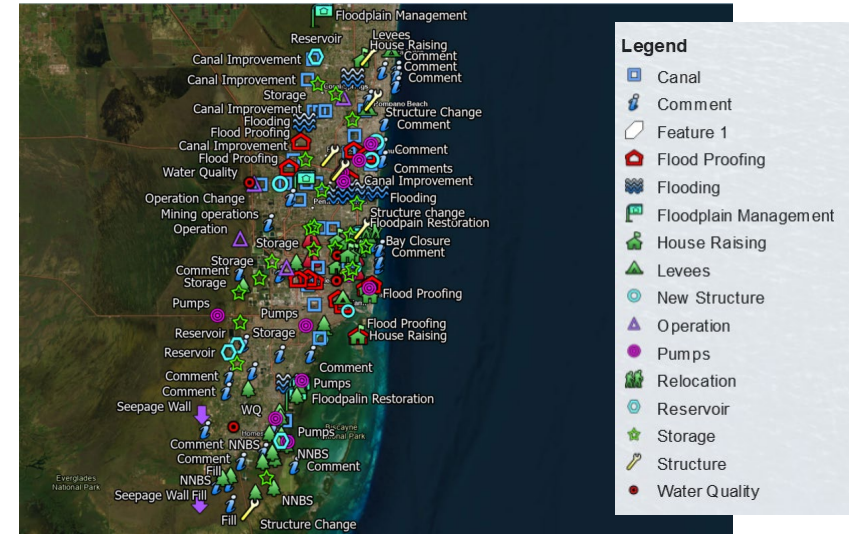 Floodplain Management
Reservoir
Levees
House Raising
Canal Improvement
Comment
Comment
Canal Improvement
Comment
Storage
Pompano Beach
Canal Improvement
Structure Change
Flooding
Comment
Flood Proofing
Canal Improvement
Comment
Flood Proofing
Water Quality
Comments
Canal Improvement
Operation Change
Flooding
Mining operations
Structure change
Operation
Floodpain Restoration
Storage
Bay Closure
Comment
Storage
Comment
Storage
Flood Proofing
Pumps
Pumps
Flood Proofing
Reservoir
Storage
House Raising
Reservoir
Comment
Comment
Pumps
Comment
Floodpalin Restoration
Seepage Wall
WQ
Pumps
Comment
NNBS
NNBS
Comment
Comment
Fill
NNBS
Everglades
National Park
Seepage Wall
Fill
NNBS
Fill
Structure Change
Legend
Canal
Comment
Feature 1
Flood Proofing
Flooding
Floodplain Management
House Raising
Levees
New Structure
Operation
Pumps
Relocation
Reservoir
Storage
Structure
Water Quality